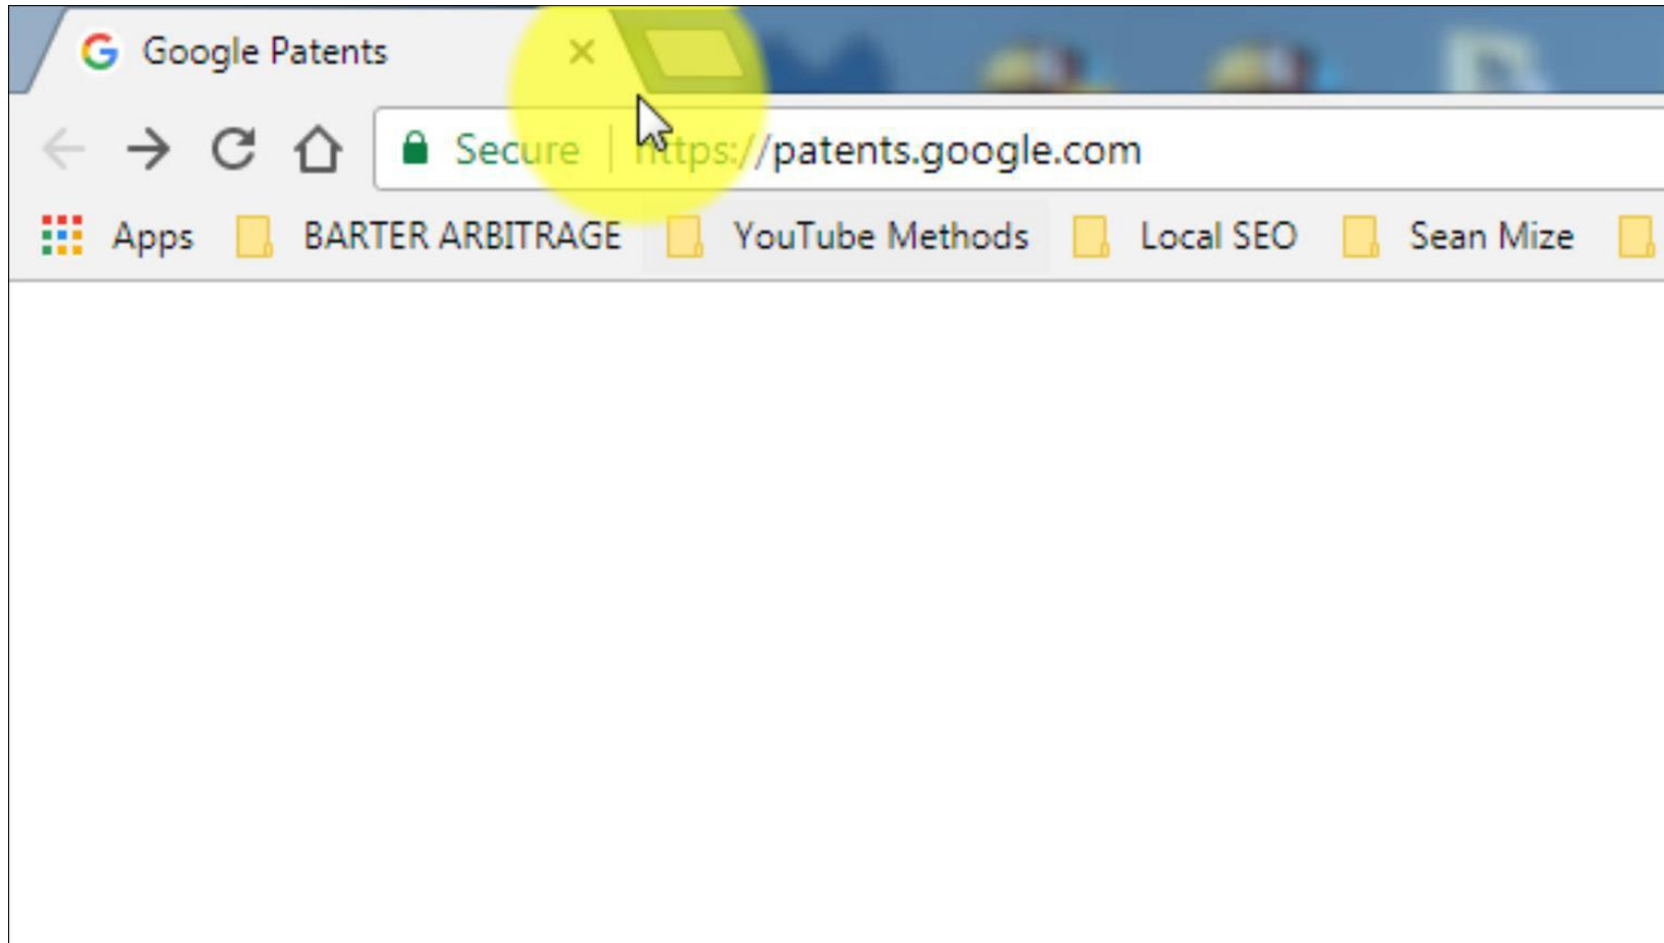 Google Patents
Secure | https://patents.google.com
Apps BARTER ARBITRAGE YouTube Methods Local SEO Sean Mize